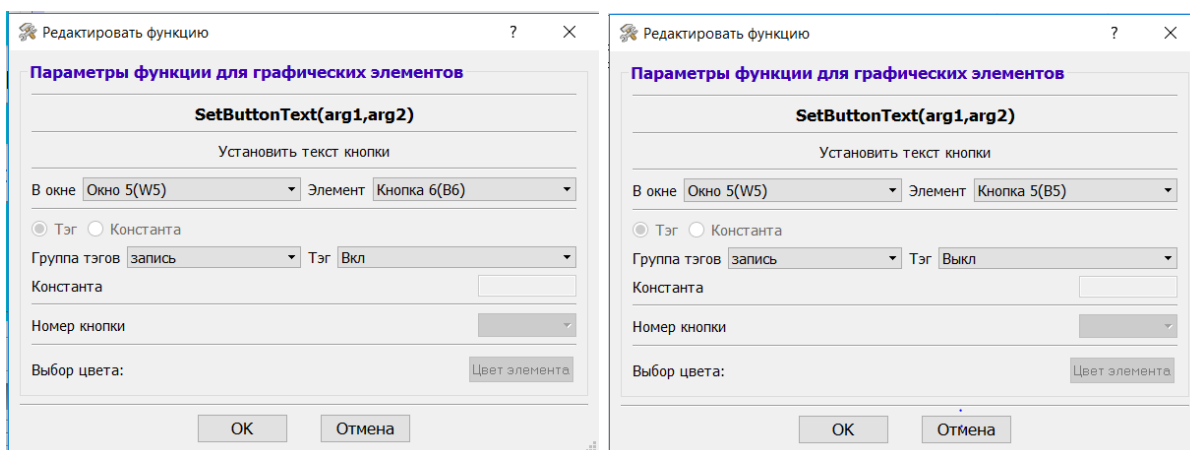 Редактировать функцию ? ×
Параметры функции для графических элементов
SetButtonText(arg1,arg2)
Установить текст кнопки
В окне Окно 5(W5) Элемент Кнопка 6(B6)
Тэг Константа
Группа тэгов запись Тэг Вкл
Константа
Номер кнопки
Выбор цвета: Цвет элемента
OK Отмена
Редактировать функцию ? ×
Параметры функции для графических элементов
SetButtonText(arg1,arg2)
Установить текст кнопки
В окне Окно 5(W5) Элемент Кнопка 5(B5)
Тэг Константа
Группа тэгов запись Тэг Выкл
Константа
Номер кнопки
Выбор цвета: Цвет элемента
OK Отмена